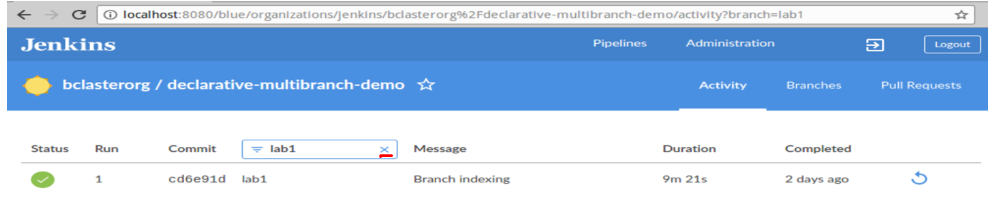 localhost:8080/blue/organizations/jenkins/bclasterorg%2Fdeclarative-multibranch-demo/activity?branch=lab1
Jenkins Pipelines Administration Logout
bclasterorg / declarative-multibranch-demo Activity Branches Pull Requests
Status Run Commit lab1 Message Duration Completed
1 cd6e91d lab1 Branch indexing 9m 21s 2 days ago